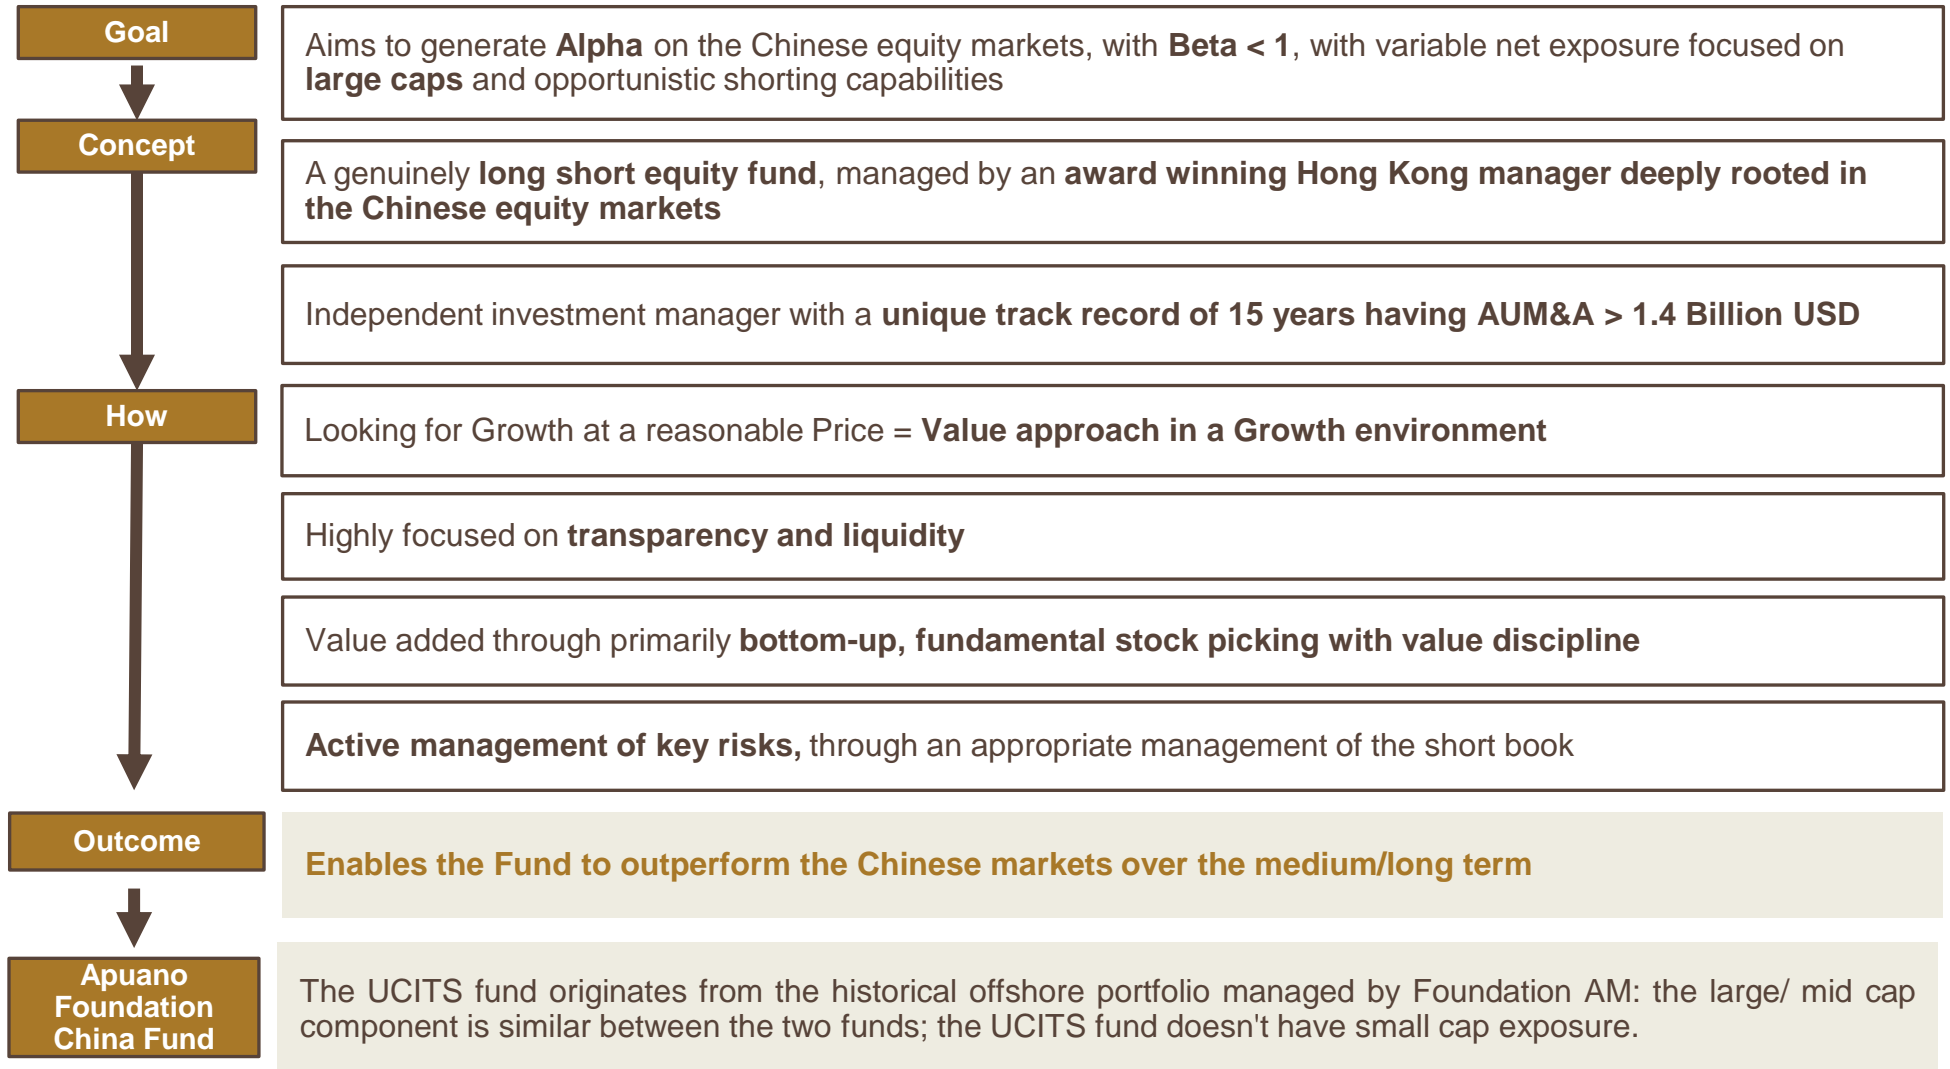 Goal
Aims to generate Alpha on the Chinese equity markets, with Beta < 1, with variable net exposure focused on
large caps and opportunistic shorting capabilities
Concept
A genuinely long short equity fund, managed by an award winning Hong Kong manager deeply rooted in
the Chinese equity markets
Independent investment manager with a unique track record of 15 years having AUM&A > 1.4 Billion USD
How
Looking for Growth at a reasonable Price = Value approach in a Growth environment
Highly focused on transparency and liquidity
Value added through primarily bottom-up, fundamental stock picking with value discipline
Active management of key risks, through an appropriate management of the short book
Outcome
Enables the Fund to outperform the Chinese markets over the medium/long term
Apuano
Foundation
China Fund
The UCITS fund originates from the historical offshore portfolio managed by Foundation AM: the large/ mid cap
component is similar between the two funds; the UCITS fund doesn't have small cap exposure.